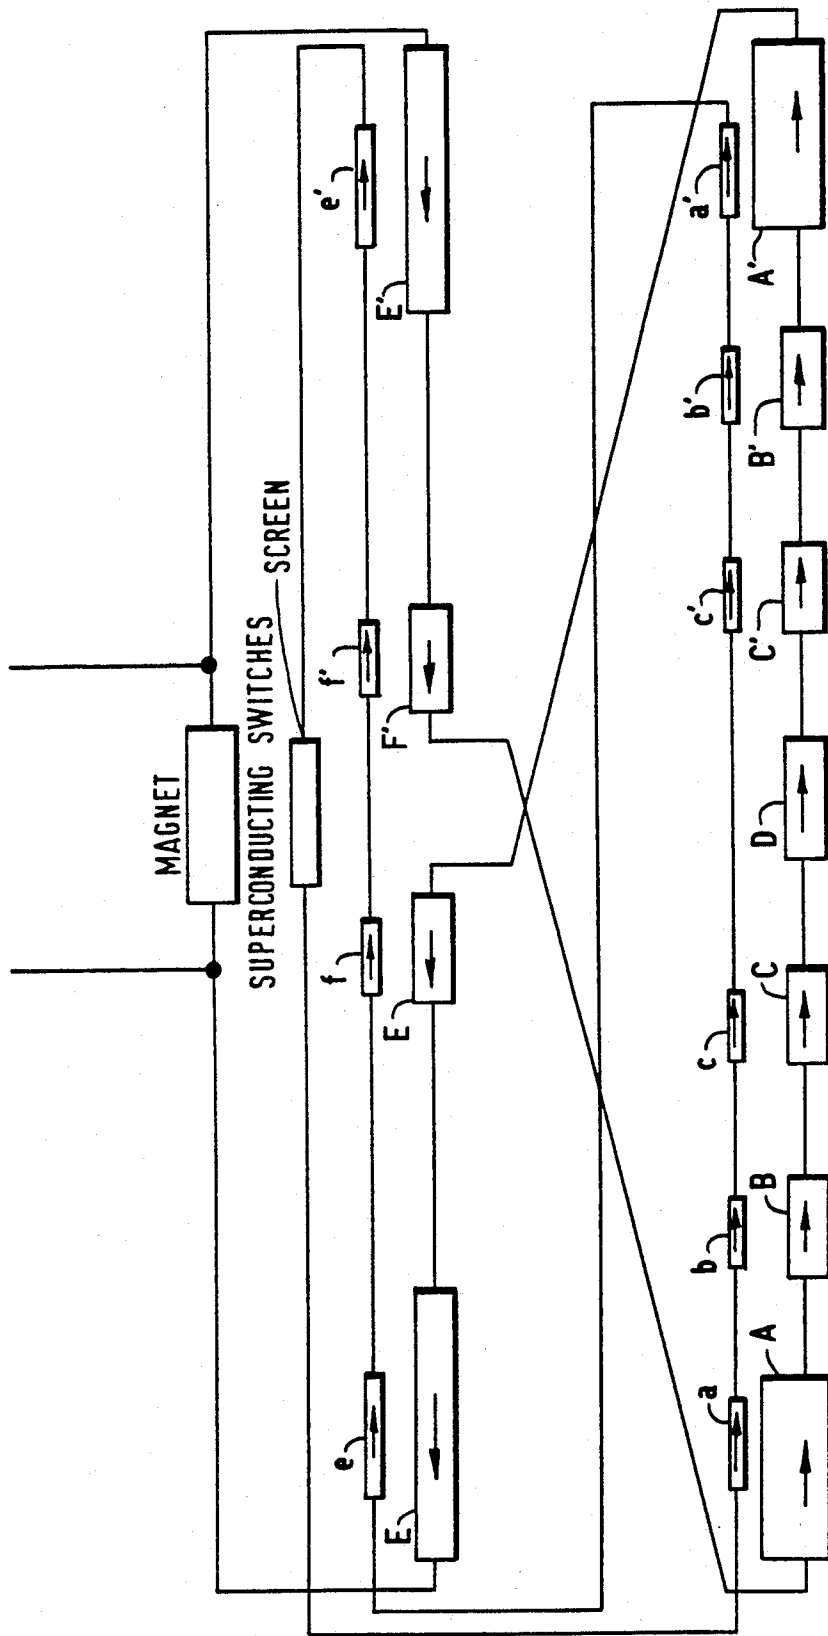 MAGNET
SUPERCONDUCTING SWITCHES
SCREEN
e
f
f'
e'
E
E
F'
E'
a
b
c
c'
b'
a'
A
B
C
D
C'
B'
A'